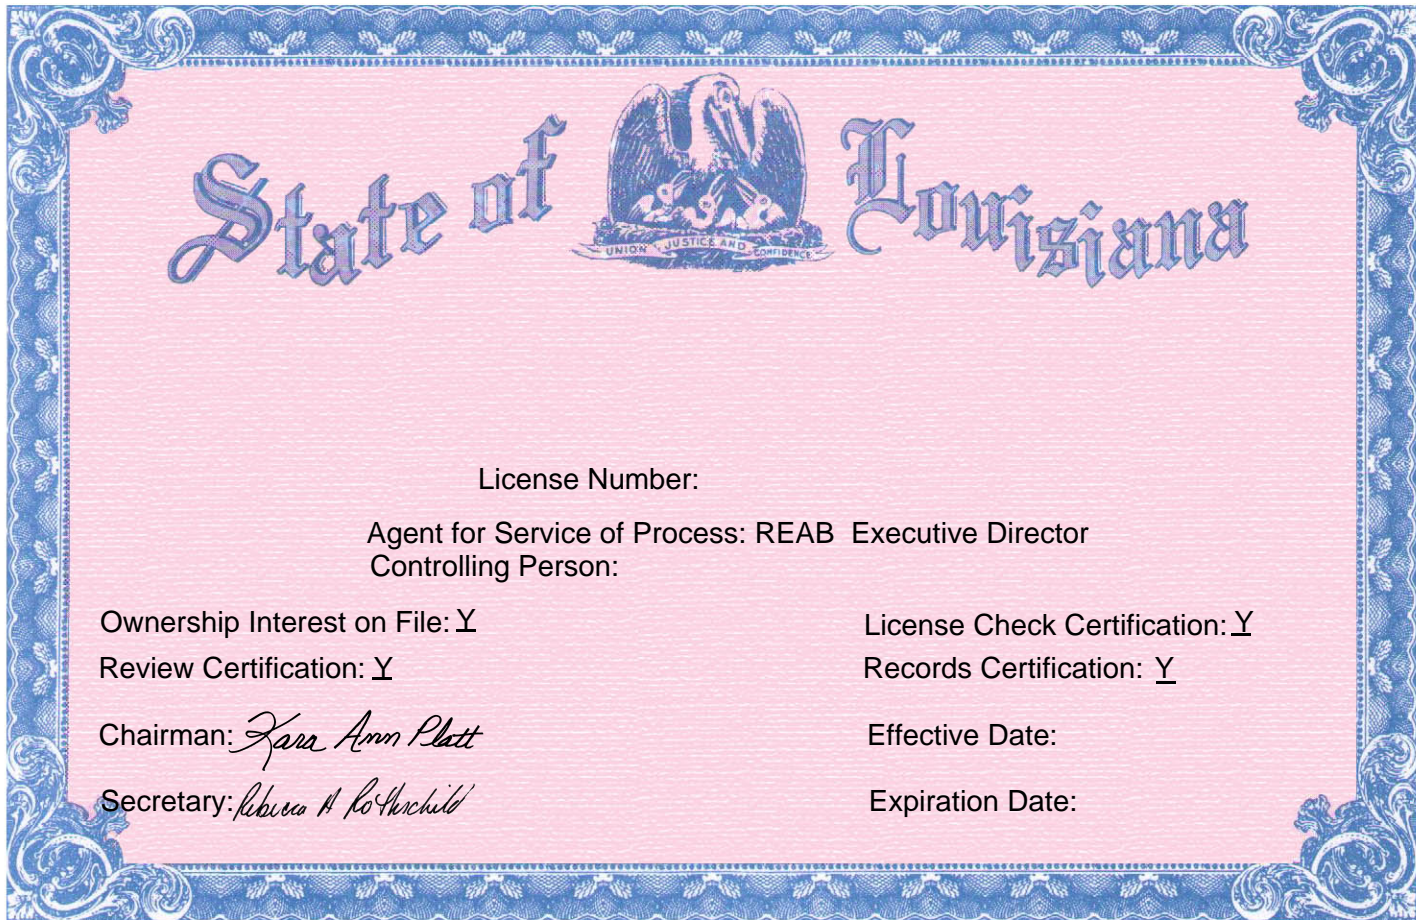 State of Louisiana
UNION JUSTICE AND CONFIDENCE
License Number:
Agent for Service of Process: REAB Executive Director
Controlling Person:
Ownership Interest on File: Y
License Check Certification: Y
Review Certification: Y
Records Certification: Y
Chairman: Kara Ann Platt
Effective Date:
Secretary: Rebecca A Rothschild
Expiration Date: